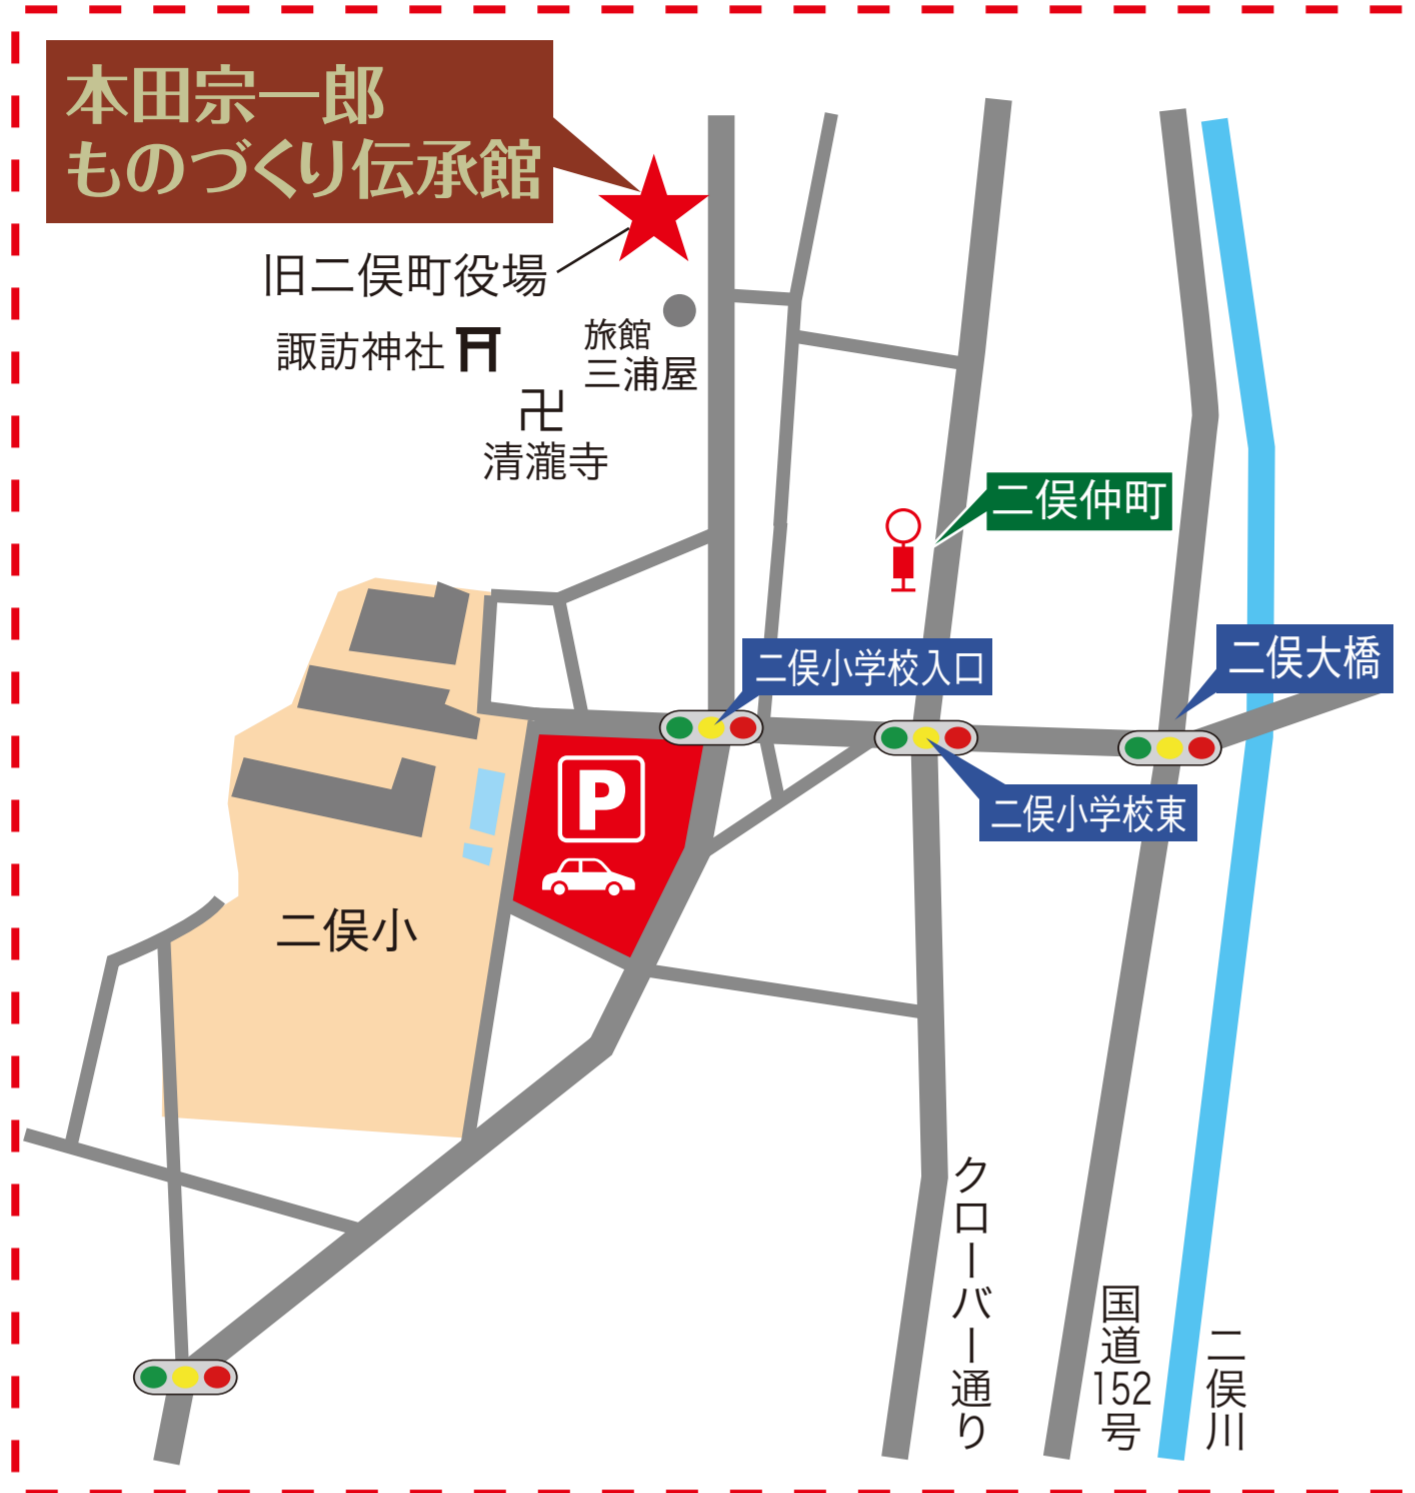 本田宗一郎
ものづくり伝承館
旧二俣町役場
諏訪神社
旅館
三浦屋
清瀧寺
二俣仲町
二俣小学校入口
二俣大橋
二俣小学校東
P
二俣小
クローバー通り
国道152号
二俣川